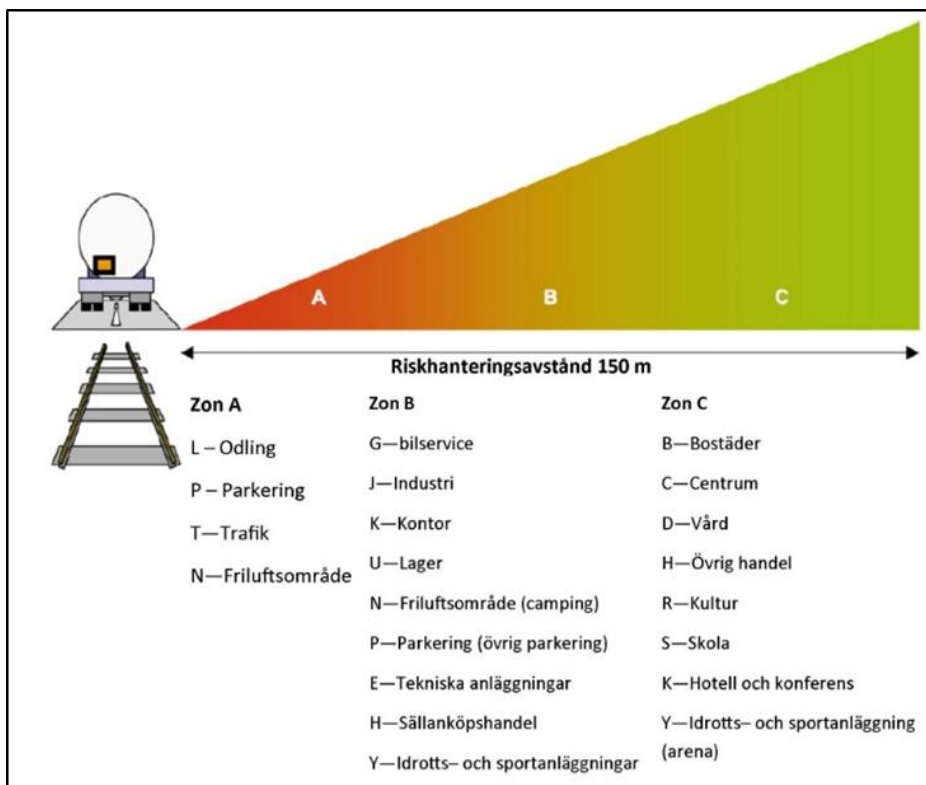 A
B
C
Riskhanteringsavstånd 150 m
Zon A
L – Odling
P – Parkering
T—Trafik
N—Friluftsområde
Zon B
G—bilservice
J—Industri
K—Kontor
U—Lager
N—Friluftsområde (camping)
P—Parkering (övrig parkering)
E—Tekniska anläggningar
H—Sällanköpshandel
Y—Idrotts– och sportanläggningar
Zon C
B—Bostäder
C—Centrum
D—Vård
H—Övrig handel
R—Kultur
S—Skola
K—Hotell och konferens
Y—Idrotts– och sportanläggning
(arena)